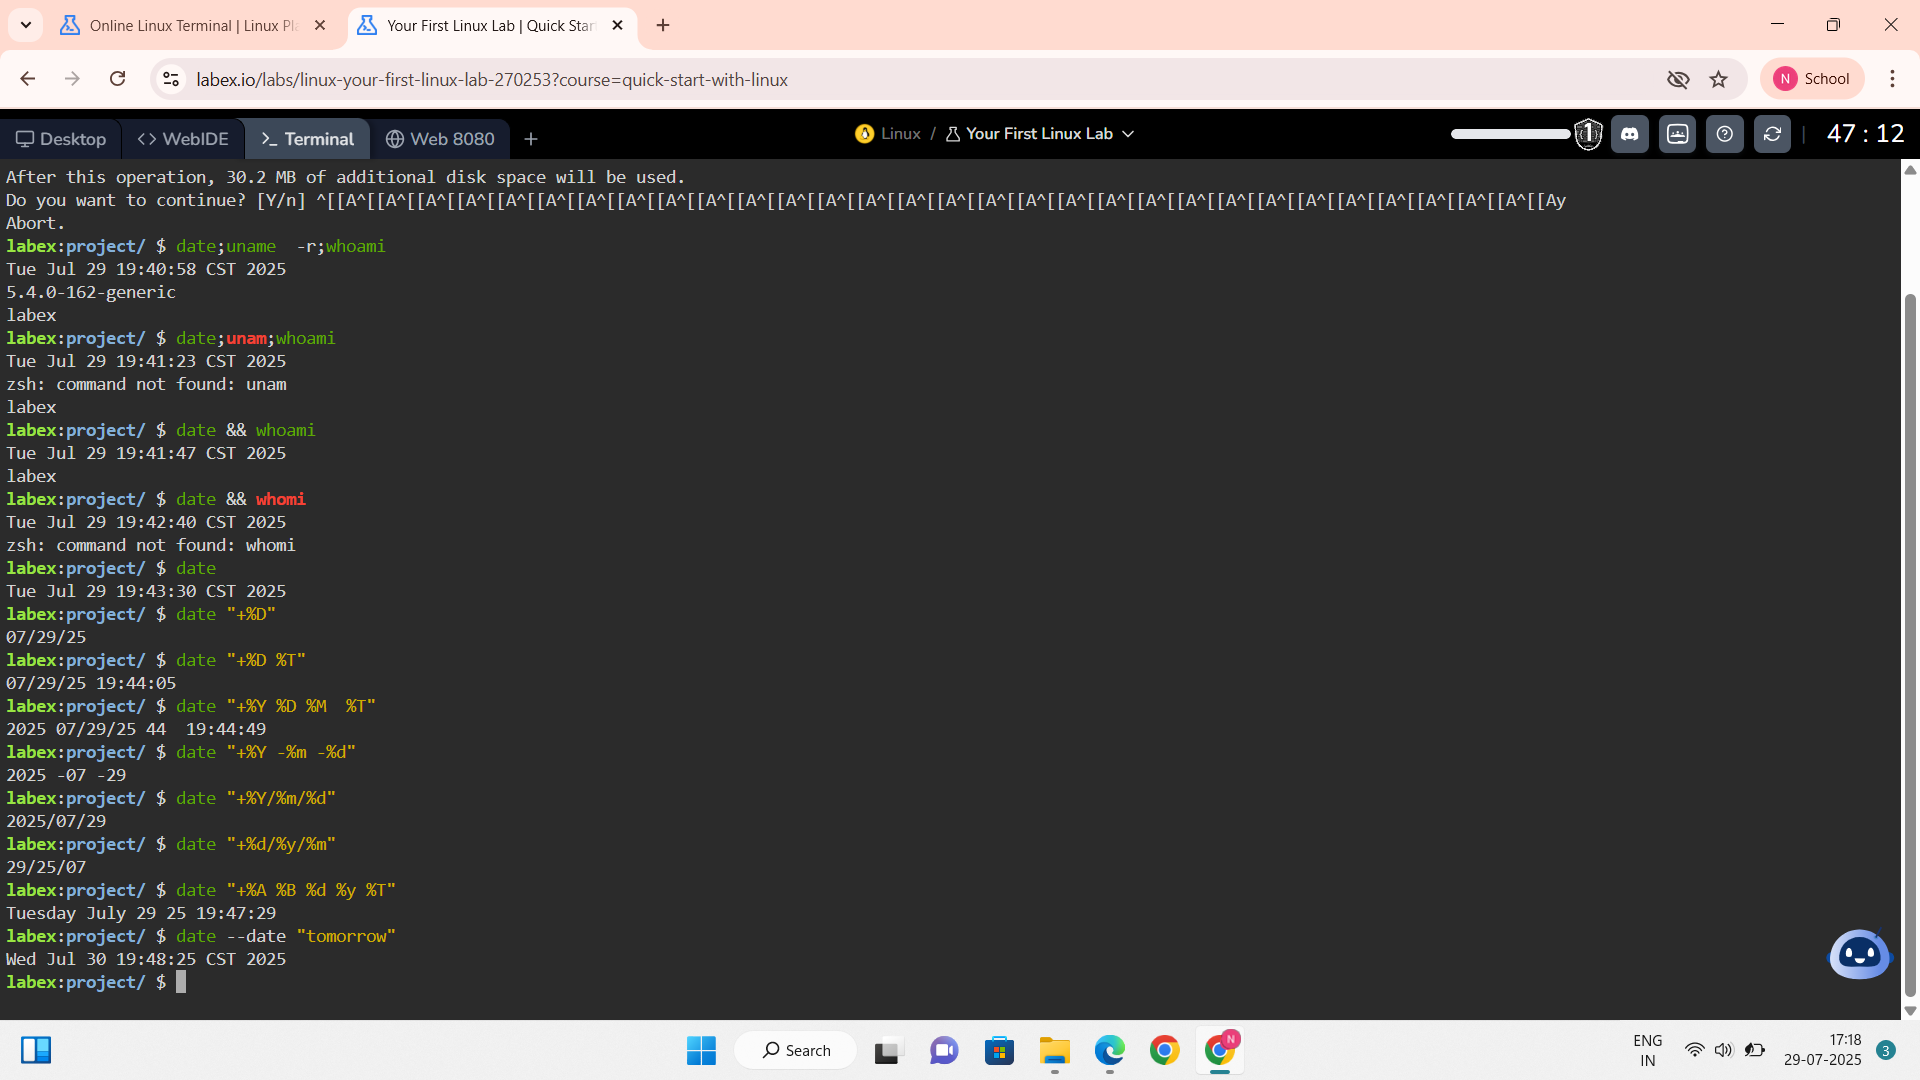 Online Linux Terminal | Linux Pl
Your First Linux Lab | Quick Star
labex.io/labs/linux-your-first-linux-lab-270253?course=quick-start-with-linux
N School
Desktop
WebIDE
Terminal
Web 8080
Linux / Your First Linux Lab
1
47 : 12
After this operation, 30.2 MB of additional disk space will be used.
Do you want to continue? [Y/n] ^[[A^[[A^[[A^[[A^[[A^[[A^[[A^[[A^[[A^[[A^[[A^[[A^[[A^[[A^[[A^[[A^[[A^[[A^[[A^[[A^[[A^[[A^[[A^[[A^[[A^[[A^[[A^[[A^[[A^[[A^[[Ay
Abort.
labex:project/ $ date;uname  -r;whoami
Tue Jul 29 19:40:58 CST 2025
5.4.0-162-generic
labex
labex:project/ $ date;unam;whoami
Tue Jul 29 19:41:23 CST 2025
zsh: command not found: unam
labex
labex:project/ $ date && whoami
Tue Jul 29 19:41:47 CST 2025
labex
labex:project/ $ date && whomi
Tue Jul 29 19:42:40 CST 2025
zsh: command not found: whomi
labex:project/ $ date
Tue Jul 29 19:43:30 CST 2025
labex:project/ $ date "+%D"
07/29/25
labex:project/ $ date "+%D %T"
07/29/25 19:44:05
labex:project/ $ date "+%Y %D %M  %T"
2025 07/29/25 44  19:44:49
labex:project/ $ date "+%Y -%m -%d"
2025 -07 -29
labex:project/ $ date "+%Y/%m/%d"
2025/07/29
labex:project/ $ date "+%d/%y/%m"
29/25/07
labex:project/ $ date "+%A %B %d %y %T"
Tuesday July 29 25 19:47:29
labex:project/ $ date --date "tomorrow"
Wed Jul 30 19:48:25 CST 2025
labex:project/ $
Search
N
ENG
IN
17:18
29-07-2025
3